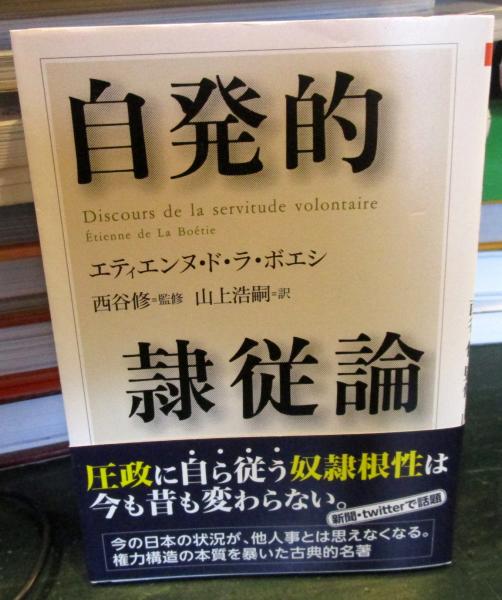 自発的
Discours de la servitude volontaire
Étienne de La Boétie
エティエンヌ・ド・ラ・ボエシ
西谷修=監修 山上浩嗣=訳
隷従論
圧政に自ら従う奴隷根性は
今も昔も変わらない。
新聞・twitterで話題
今の日本の状況が、他人事とは思えなくなる。
権力構造の本質を暴いた古典的名著